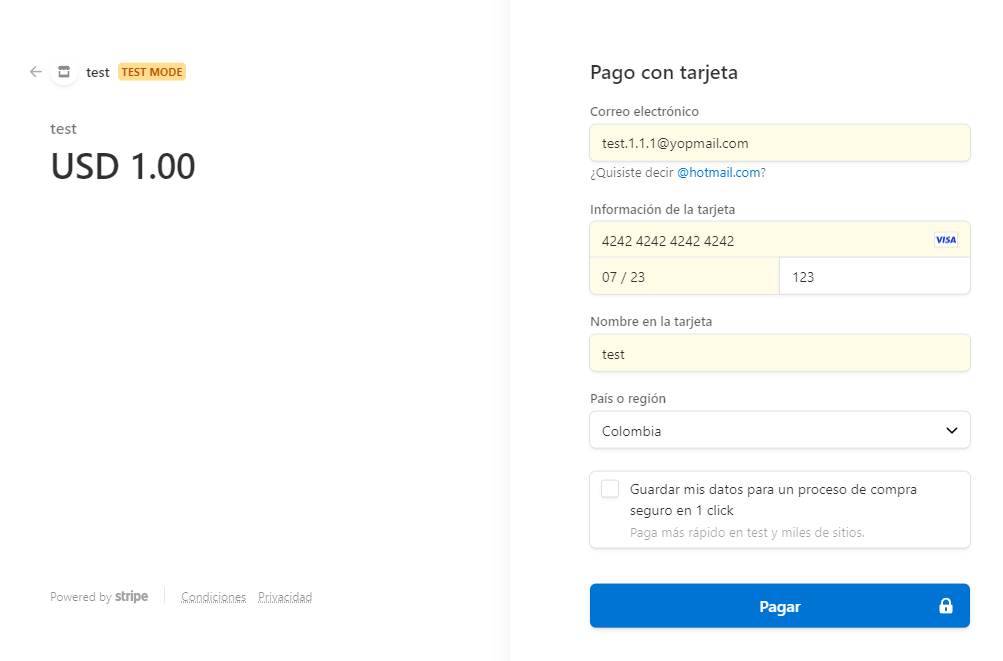 test TEST MODE
test
USD 1.00
Powered by stripe Condiciones Privacidad
Pago con tarjeta
Correo electrónico
test.1.1.1@yopmail.com
¿Quisiste decir @hotmail.com?
Información de la tarjeta
4242 4242 4242 4242 VISA
07 / 23 123
Nombre en la tarjeta
test
País o región
Colombia
Guardar mis datos para un proceso de compra
seguro en 1 click
Paga más rápido en test y miles de sitios.
Pagar